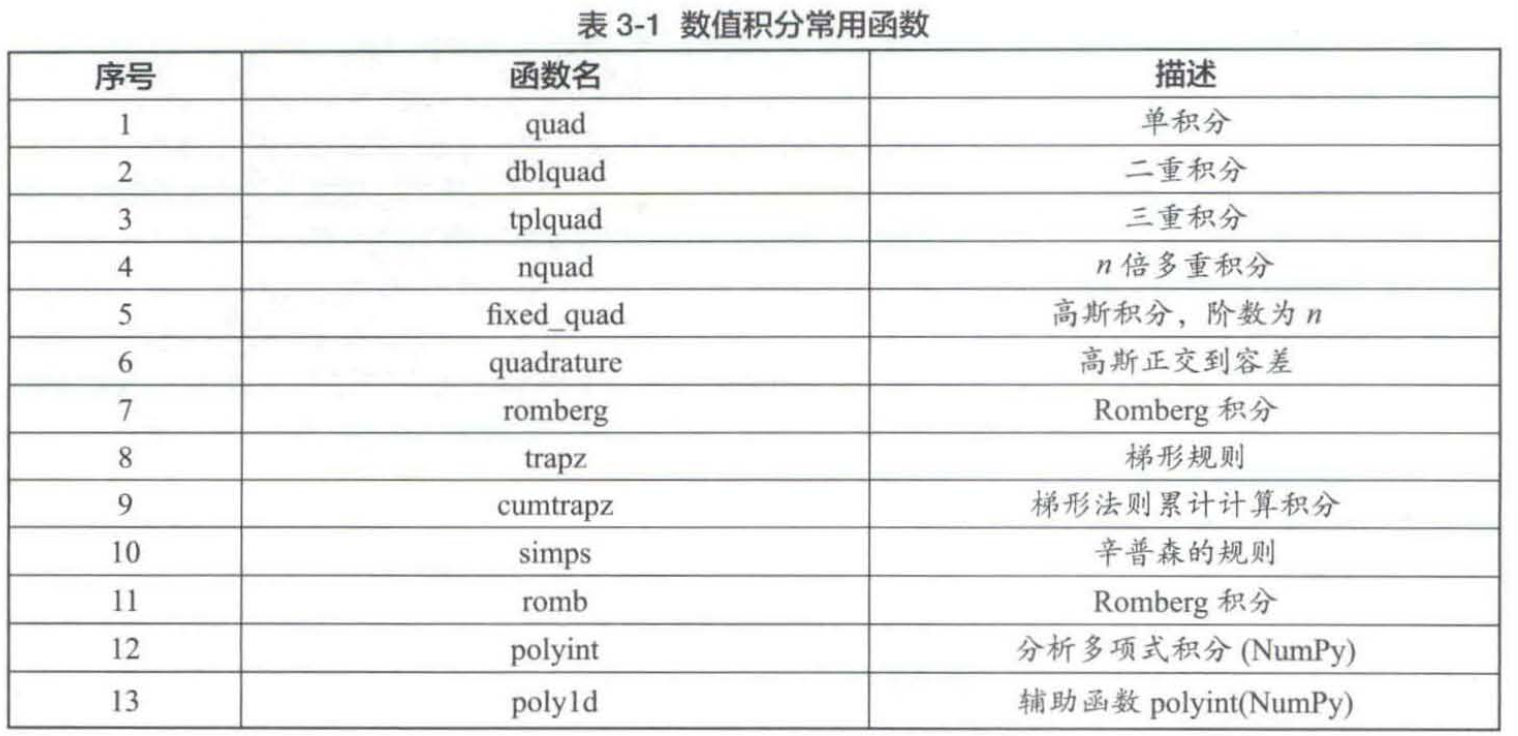 表 3-1 数值积分常用函数
序号 函数名 描述
1 quad 单积分
2 dblquad 二重积分
3 tplquad 三重积分
4 nquad n 倍多重积分
5 fixed_quad 高斯积分，阶数为 n
6 quadrature 高斯正交到容差
7 romberg Romberg 积分
8 trapz 梯形规则
9 cumtrapz 梯形法则累计计算积分
10 simps 辛普森的规则
11 romb Romberg 积分
12 polyint 分析多项式积分 (NumPy)
13 poly1d 辅助函数 polyint(NumPy)